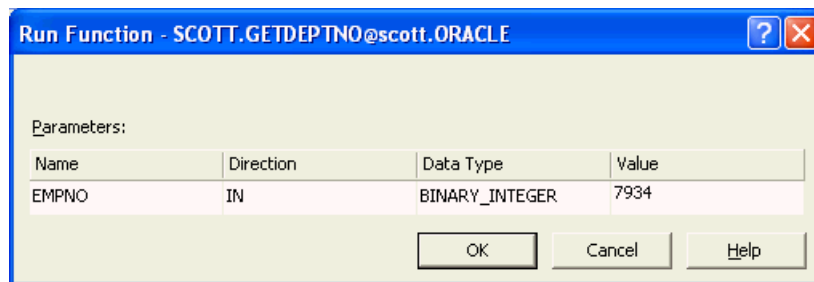 Run Function - SCOTT.GETDEPTNO@scott.ORACLE
Parameters:
Name Direction Data Type Value
EMPNO IN BINARY_INTEGER 7934
OK Cancel Help